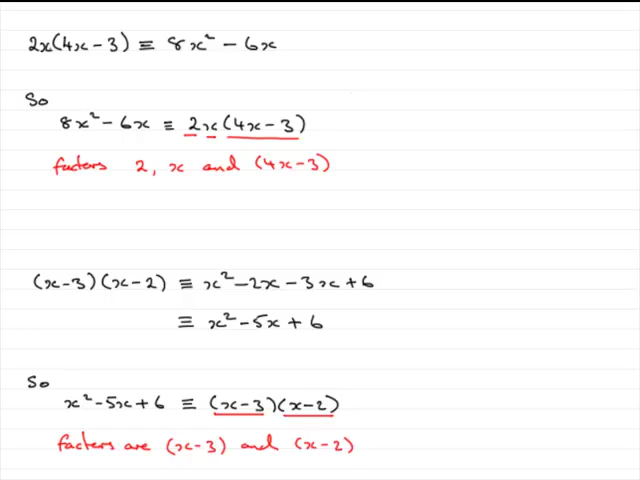 2x(4x-3) ≡ 8x² - 6x
So
8x² - 6x ≡ 2x(4x-3)
factors 2, x and (4x-3)
(x-3)(x-2) ≡ x² - 2x - 3x + 6
≡ x² - 5x + 6
So
x² - 5x + 6 ≡ (x-3)(x-2)
factors are (x-3) and (x-2)